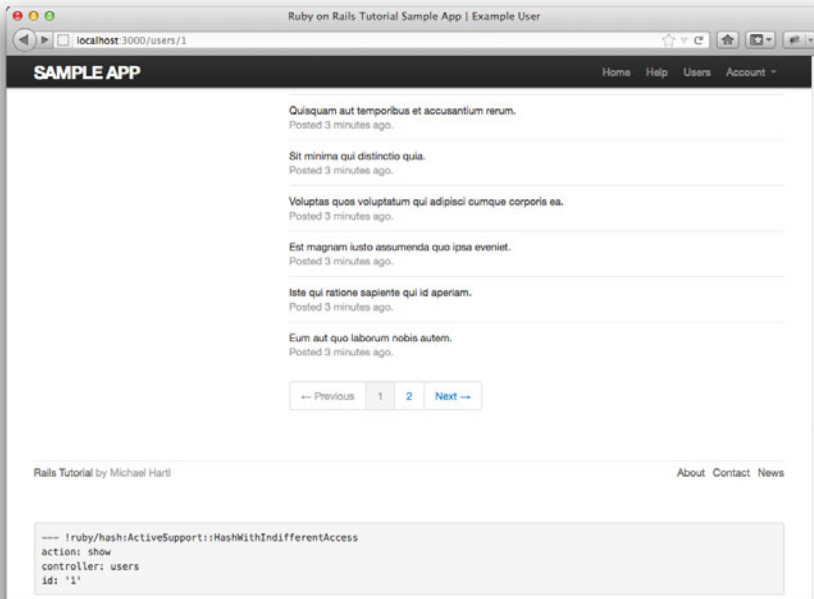 Ruby on Rails Tutorial Sample App | Example User
localhost:3000/users/1
SAMPLE APP
Home Help Users Account
Quisquam aut temporibus et accusantium rerum.
Posted 3 minutes ago.
Sit minima qui distinctio quia.
Posted 3 minutes ago.
Voluptas quos voluptatum qui adipisci cumque corporis ea.
Posted 3 minutes ago.
Est magnam iusto assumenda quo ipsa eveniet.
Posted 3 minutes ago.
Iste qui ratione sapiente qui id aperiam.
Posted 3 minutes ago.
Eum aut quo laborum nobis autem.
Posted 3 minutes ago.
← Previous 1 2 Next →
Rails Tutorial by Michael Hartl
About Contact News
--- !ruby/hash:ActiveSupport::HashWithIndifferentAccess
action: show
controller: users
id: '1'